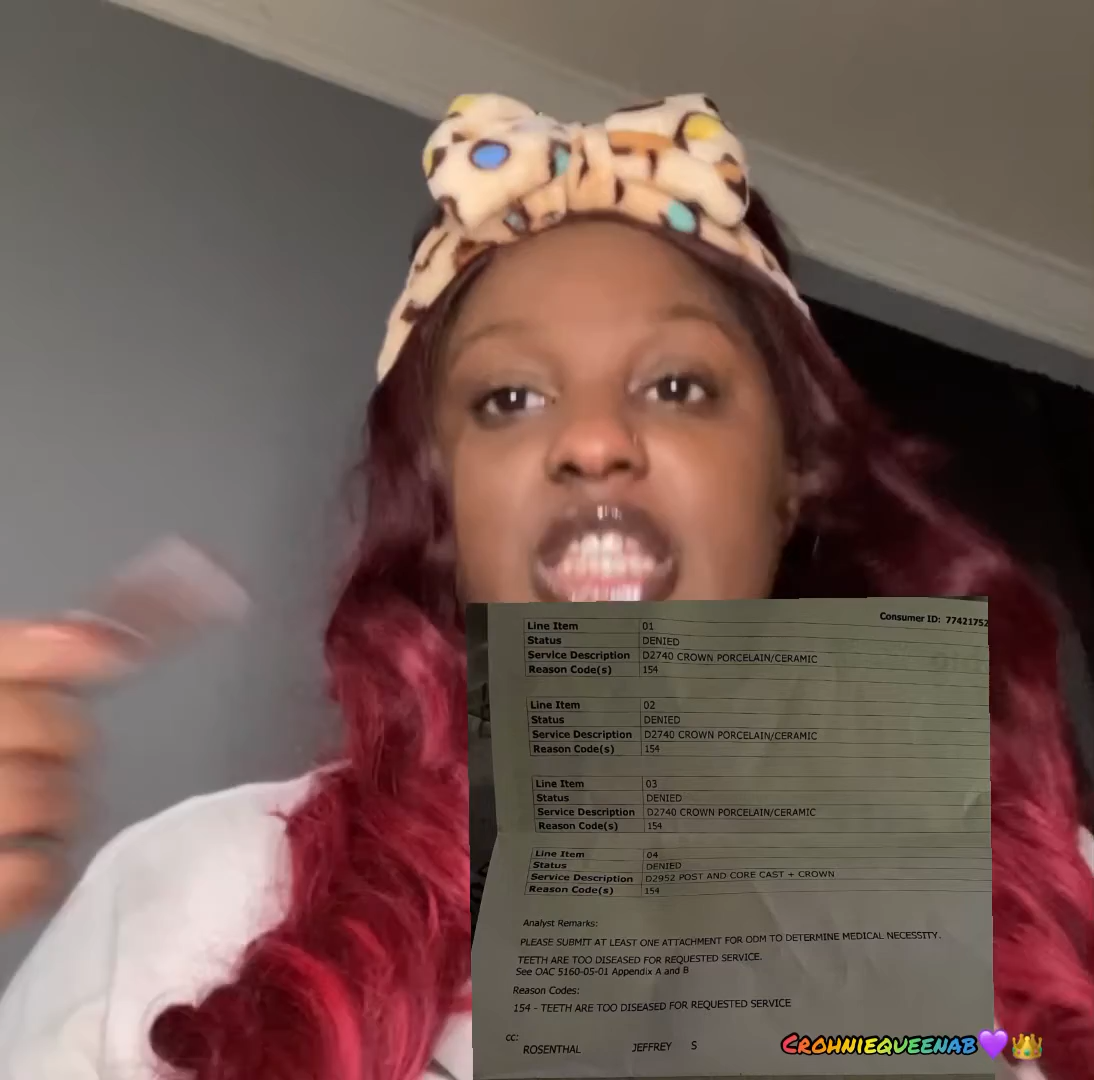 Consumer ID: 77421752
Line Item 01
Status DENIED
Service Description D2740 CROWN PORCELAIN/CERAMIC
Reason Code(s) 154
Line Item 02
Status DENIED
Service Description D2740 CROWN PORCELAIN/CERAMIC
Reason Code(s) 154
Line Item 03
Status DENIED
Service Description D2740 CROWN PORCELAIN/CERAMIC
Reason Code(s) 154
Line Item 04
Status DENIED
Service Description D2952 POST AND CORE CAST + CROWN
Reason Code(s) 154
Analyst Remarks:
PLEASE SUBMIT AT LEAST ONE ATTACHMENT FOR ODM TO DETERMINE MEDICAL NECESSITY.
TEETH ARE TOO DISEASED FOR REQUESTED SERVICE.
See OAC 5160-05-01 Appendix A and B
Reason Codes:
154 - TEETH ARE TOO DISEASED FOR REQUESTED SERVICE
cc:
ROSENTHAL JEFFREY S
CROHNIEQUEENAB💜👑